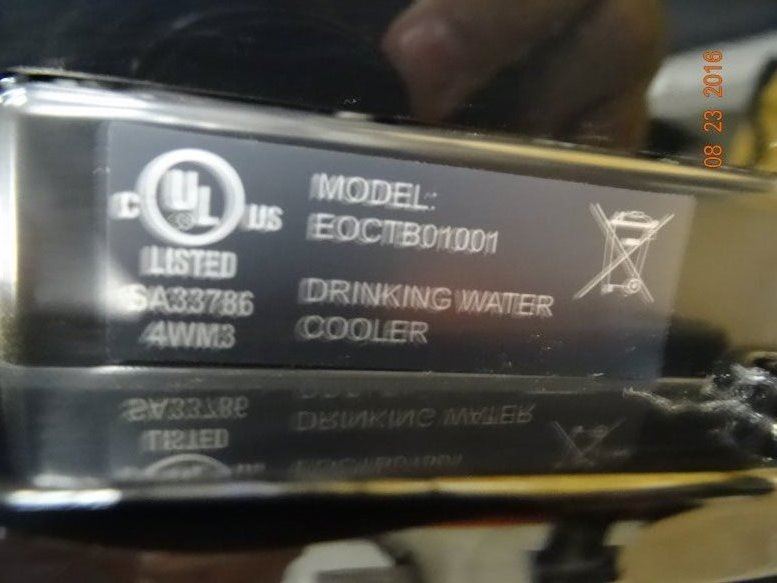 C UL US
LISTED
SA33786
4WM3
MODEL:
EOCTB01001
DRINKING WATER
COOLER
08 23 2016